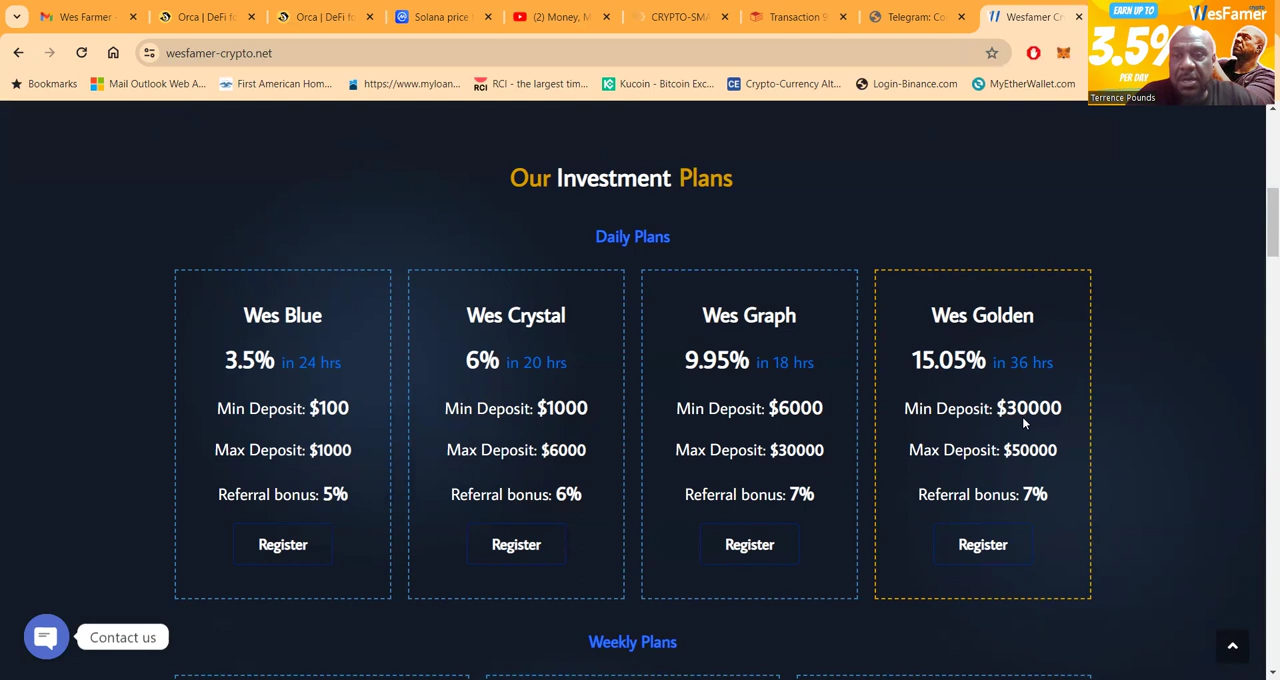 Wes Farmer -
Orca | DeFi fo
Orca | DeFi fo
Solana price
(2) Money, M
CRYPTO-SMA
Transaction 9
Telegram: Co
Wesfamer Cr
wesfamer-crypto.net
Bookmarks
Mail Outlook Web A...
First American Hom...
https://www.myloan...
RCI - the largest tim...
Kucoin - Bitcoin Exc...
Crypto-Currency Alt...
Login-Binance.com
MyEtherWallet.com
EARN UP TO
WesFamer
crypto
3.5%
PER DAY
Terrence Pounds
Our Investment Plans
Daily Plans
Wes Blue
3.5% in 24 hrs
Min Deposit: $100
Max Deposit: $1000
Referral bonus: 5%
Register
Wes Crystal
6% in 20 hrs
Min Deposit: $1000
Max Deposit: $6000
Referral bonus: 6%
Register
Wes Graph
9.95% in 18 hrs
Min Deposit: $6000
Max Deposit: $30000
Referral bonus: 7%
Register
Wes Golden
15.05% in 36 hrs
Min Deposit: $30000
Max Deposit: $50000
Referral bonus: 7%
Register
Contact us
Weekly Plans